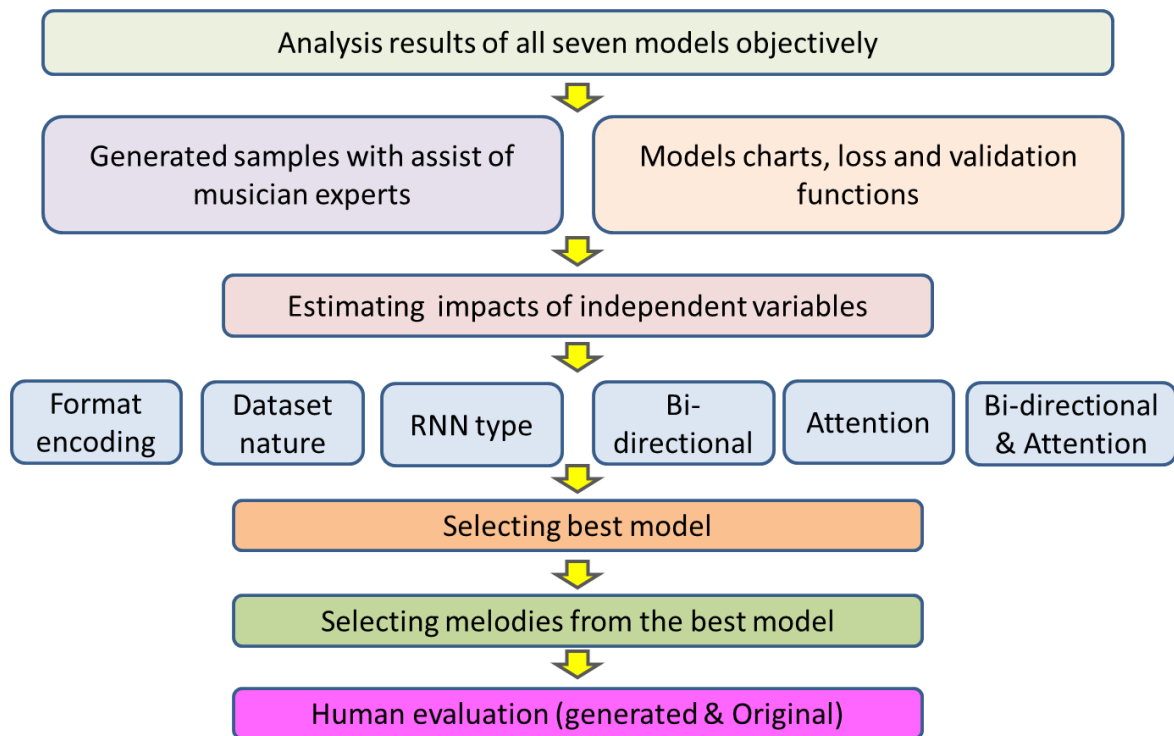 Analysis results of all seven models objectively
Generated samples with assist of
musician experts
Models charts, loss and validation
functions
Estimating impacts of independent variables
Format
encoding
Dataset
nature
RNN type
Bi-
directional
Attention
Bi-directional
& Attention
Selecting best model
Selecting melodies from the best model
Human evaluation (generated & Original)